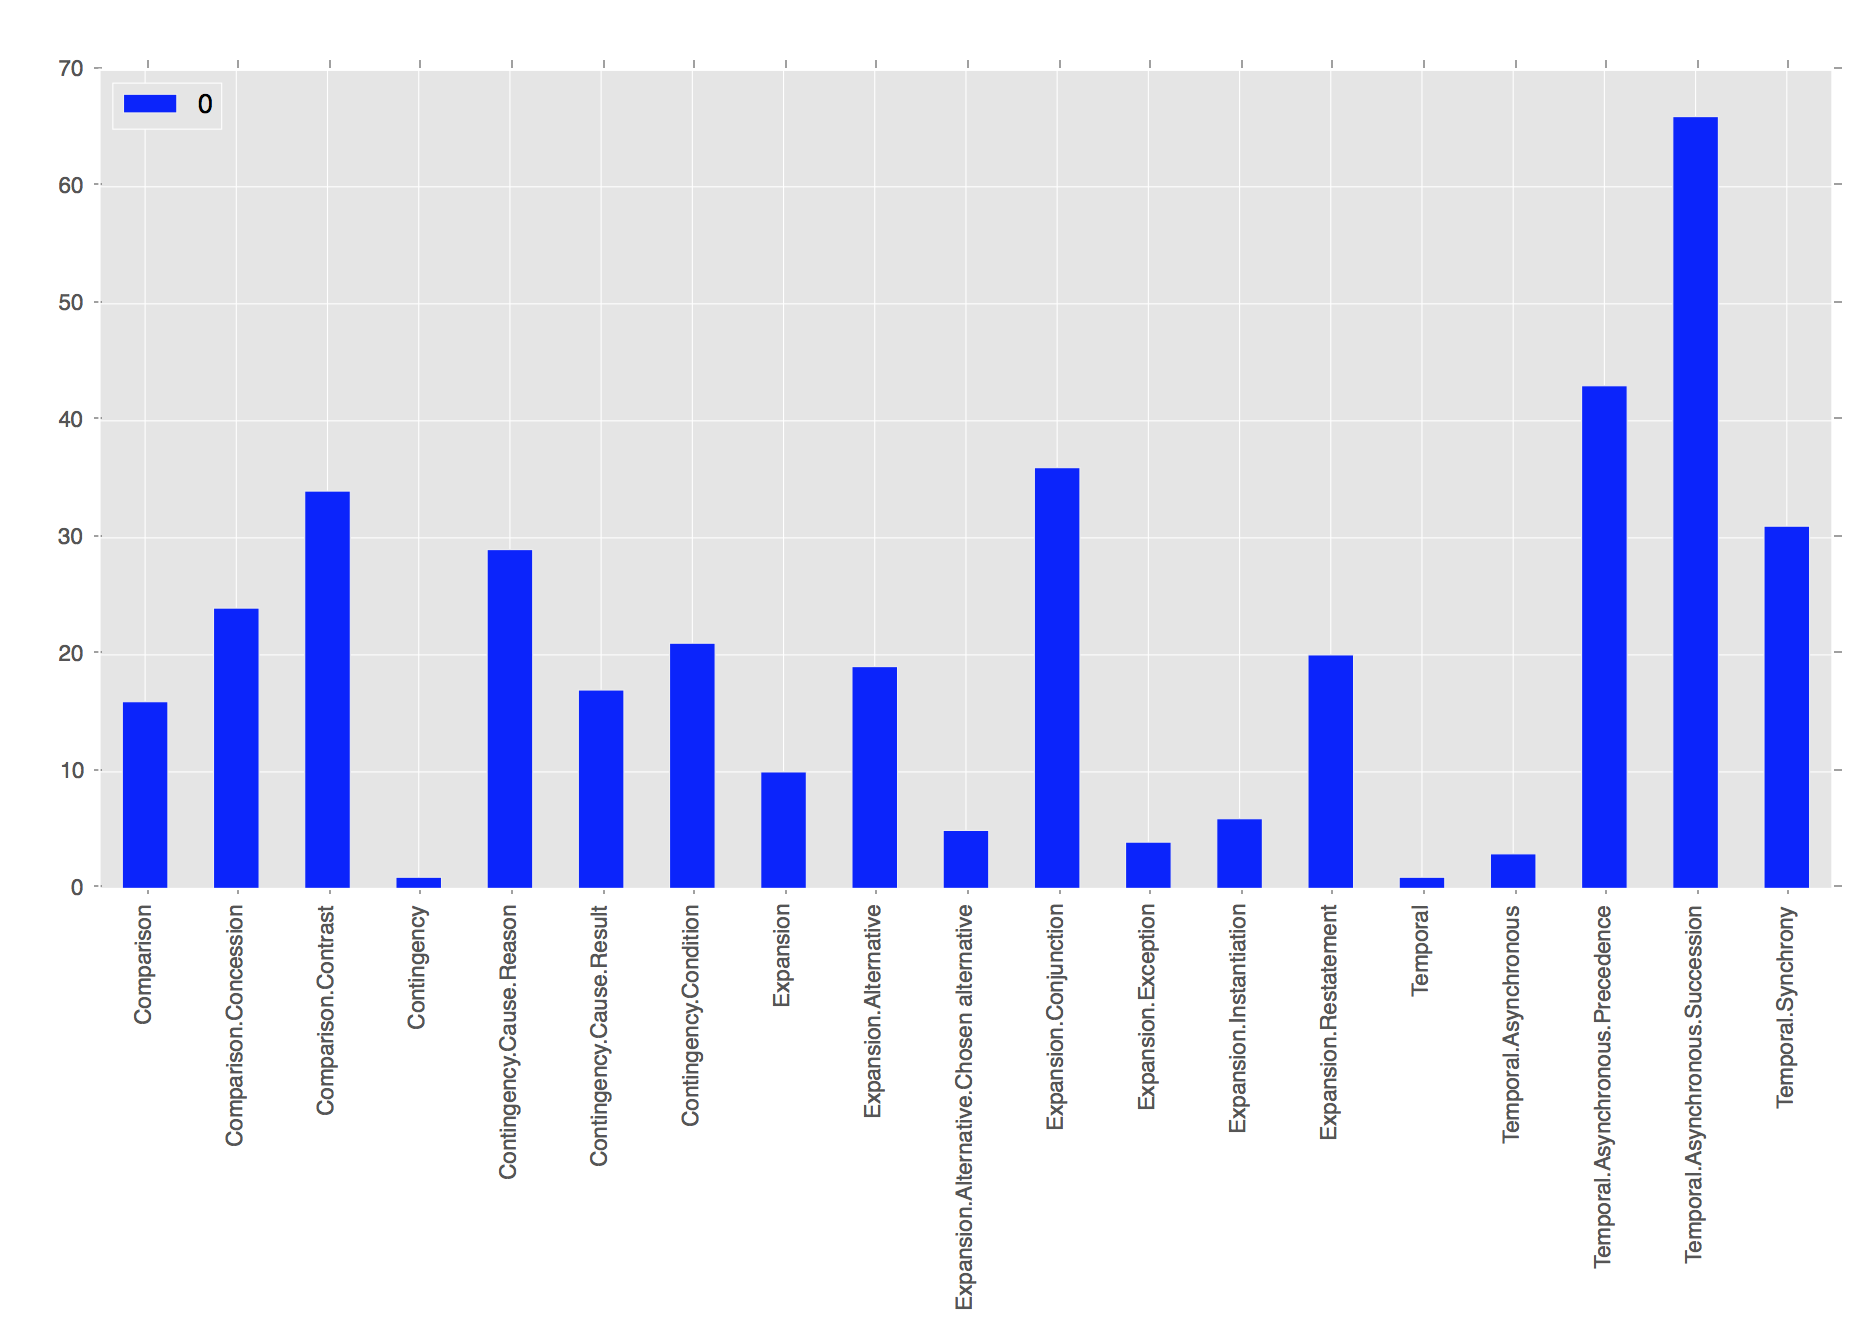 70
0
60
50
40
30
20
10
0
Comparison
Comparison.Concession
Comparison.Contrast
Contingency
Contingency.Cause.Reason
Contingency.Cause.Result
Contingency.Condition
Expansion
Expansion.Alternative
Expansion.Alternative.Chosen alternative
Expansion.Conjunction
Expansion.Exception
Expansion.Instantiation
Expansion.Restatement
Temporal
Temporal.Asynchronous
Temporal.Asynchronous.Precedence
Temporal.Asynchronous.Succession
Temporal.Synchrony